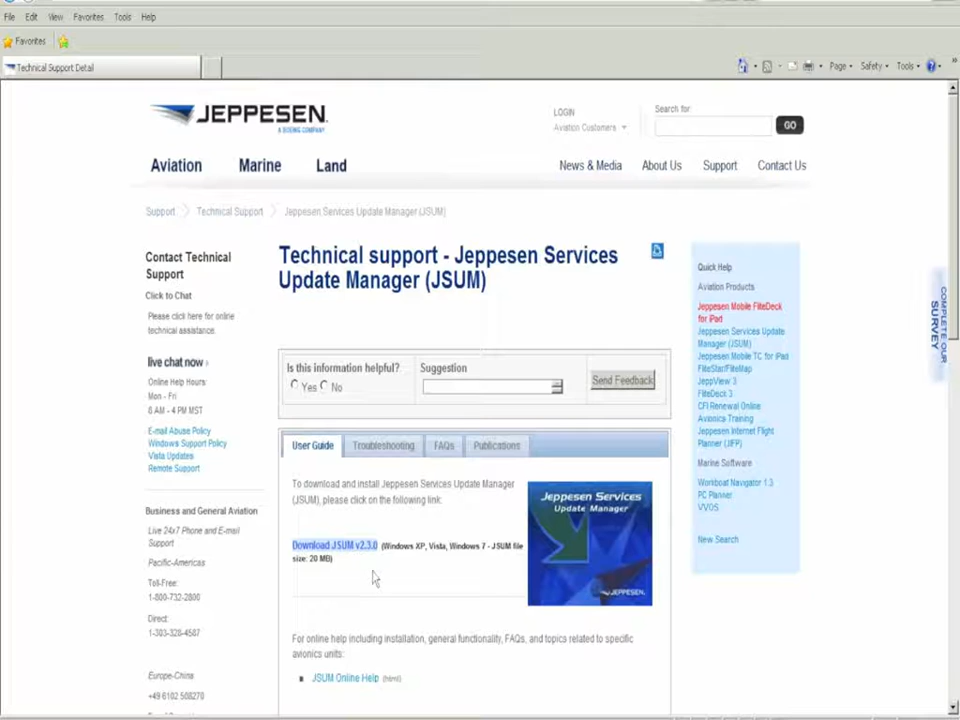 File Edit View Favorites Tools Help
Favorites
Technical Support Detail
Page Safety Tools
JEPPESEN.
A BOEING COMPANY
LOGIN
Aviation Customers
Search for
GO
Aviation Marine Land
News & Media About Us Support Contact Us
Support Technical Support Jeppesen Services Update Manager (JSUM)
Contact Technical
Support
Click to Chat
Please click here for online
technical assistance.
live chat now
Online Help Hours:
Mon - Fri
8 AM - 4 PM MST
E-mail Abuse Policy
Windows Support Policy
Vista Updates
Remote Support
Business and General Aviation
Live 24x7 Phone and E-mail
Support
Pacific-Americas
Toll-Free:
1-800-732-2800
Direct:
1-303-328-4587
Europe-China
+49 6102 508270
Technical support - Jeppesen Services
Update Manager (JSUM)
Is this information helpful?
Yes No
Suggestion
Send Feedback
User Guide Troubleshooting FAQs Publications
To download and install Jeppesen Services Update Manager
(JSUM), please click on the following link:
Download JSUM v2.3.0 (Windows XP, Vista, Windows 7 - JSUM file
size: 20 MB)
Jeppesen Services
Update Manager
JEPPESEN.
For online help including installation, general functionality, FAQs, and topics related to specific
avionics units:
JSUM Online Help (html)
Quick Help
Aviation Products
Jeppesen Mobile FliteDeck
for iPad
Jeppesen Services Update
Manager (JSUM)
Jeppesen Mobile TC for iPad
FliteStar/FliteMap
JeppView 3
FliteDeck 3
CFI Renewal Online
Avionics Training
Jeppesen Internet Flight
Planner (JIFP)
Marine Software
Workboat Navigator 1.3
PC Planner
VVOS
New Search
COMPLETE OUR
SURVEY